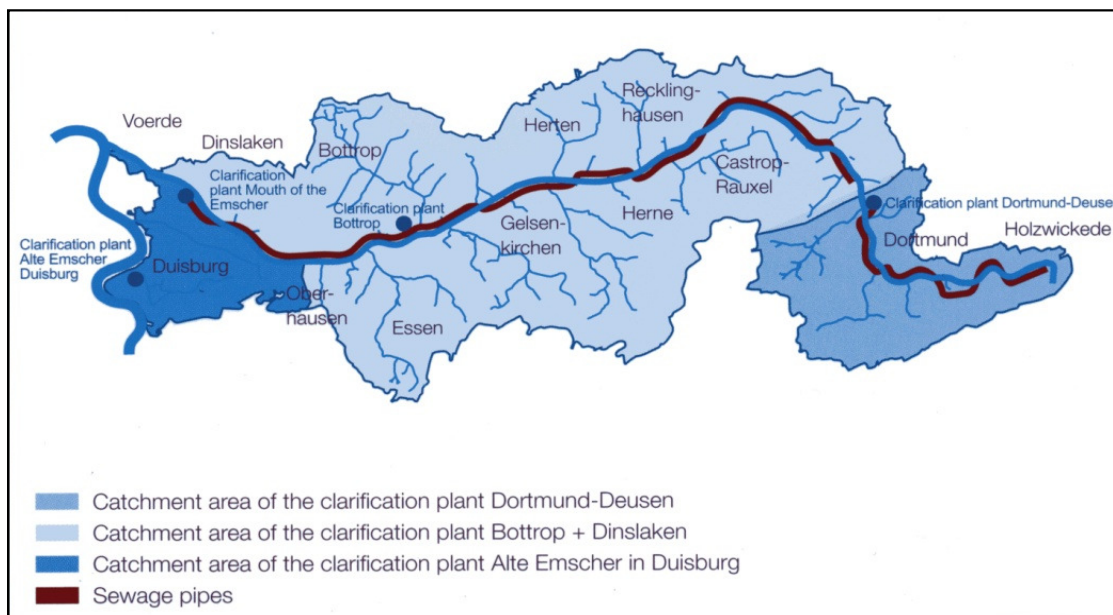 Voerde
Dinslaken
Bottrop
Herten
Reckling-
hausen
Castrop-
Rauxel
Clarification
plant Mouth of the
Emscher
Clarification plant
Bottrop
Gelsen-
kirchen
Herne
Clarification plant Dortmund-Deuse
Dortmund
Holzwickede
Clarification plant
Alte Emscher
Duisburg
Duisburg
Ober-
hausen
Essen
Catchment area of the clarification plant Dortmund-Deusen
Catchment area of the clarification plant Bottrop + Dinslaken
Catchment area of the clarification plant Alte Emscher in Duisburg
Sewage pipes